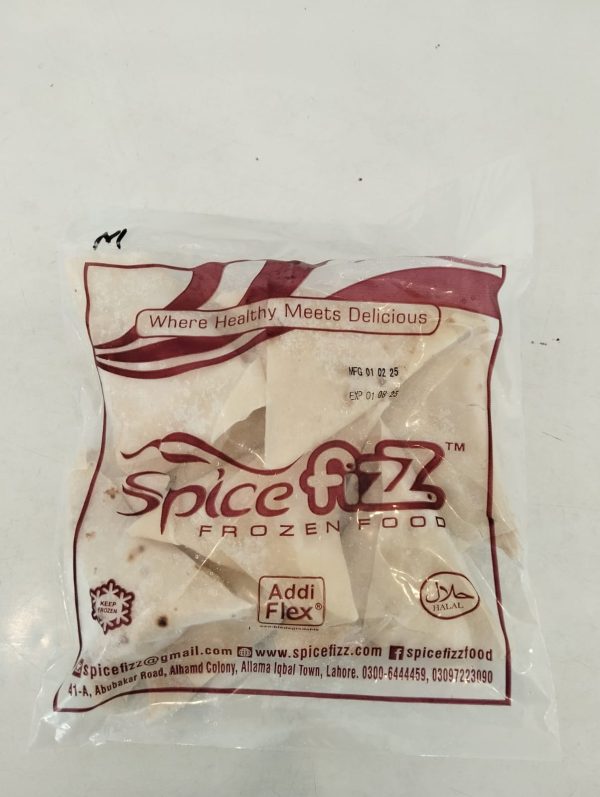 M
Where Healthy Meets Delicious
MFG 01 02 25
EXP 01 08 25
Spice fizz™
FROZEN FOOD
KEEP
FROZEN
Addi
Flex®
حلال
HALAL
spicefizz@gmail.com www.spicefizz.com spicefizzfood
41-A, Abubakar Road, Alhamd Colony, Allama Iqbal Town, Lahore. 0300-6444459, 03097223090